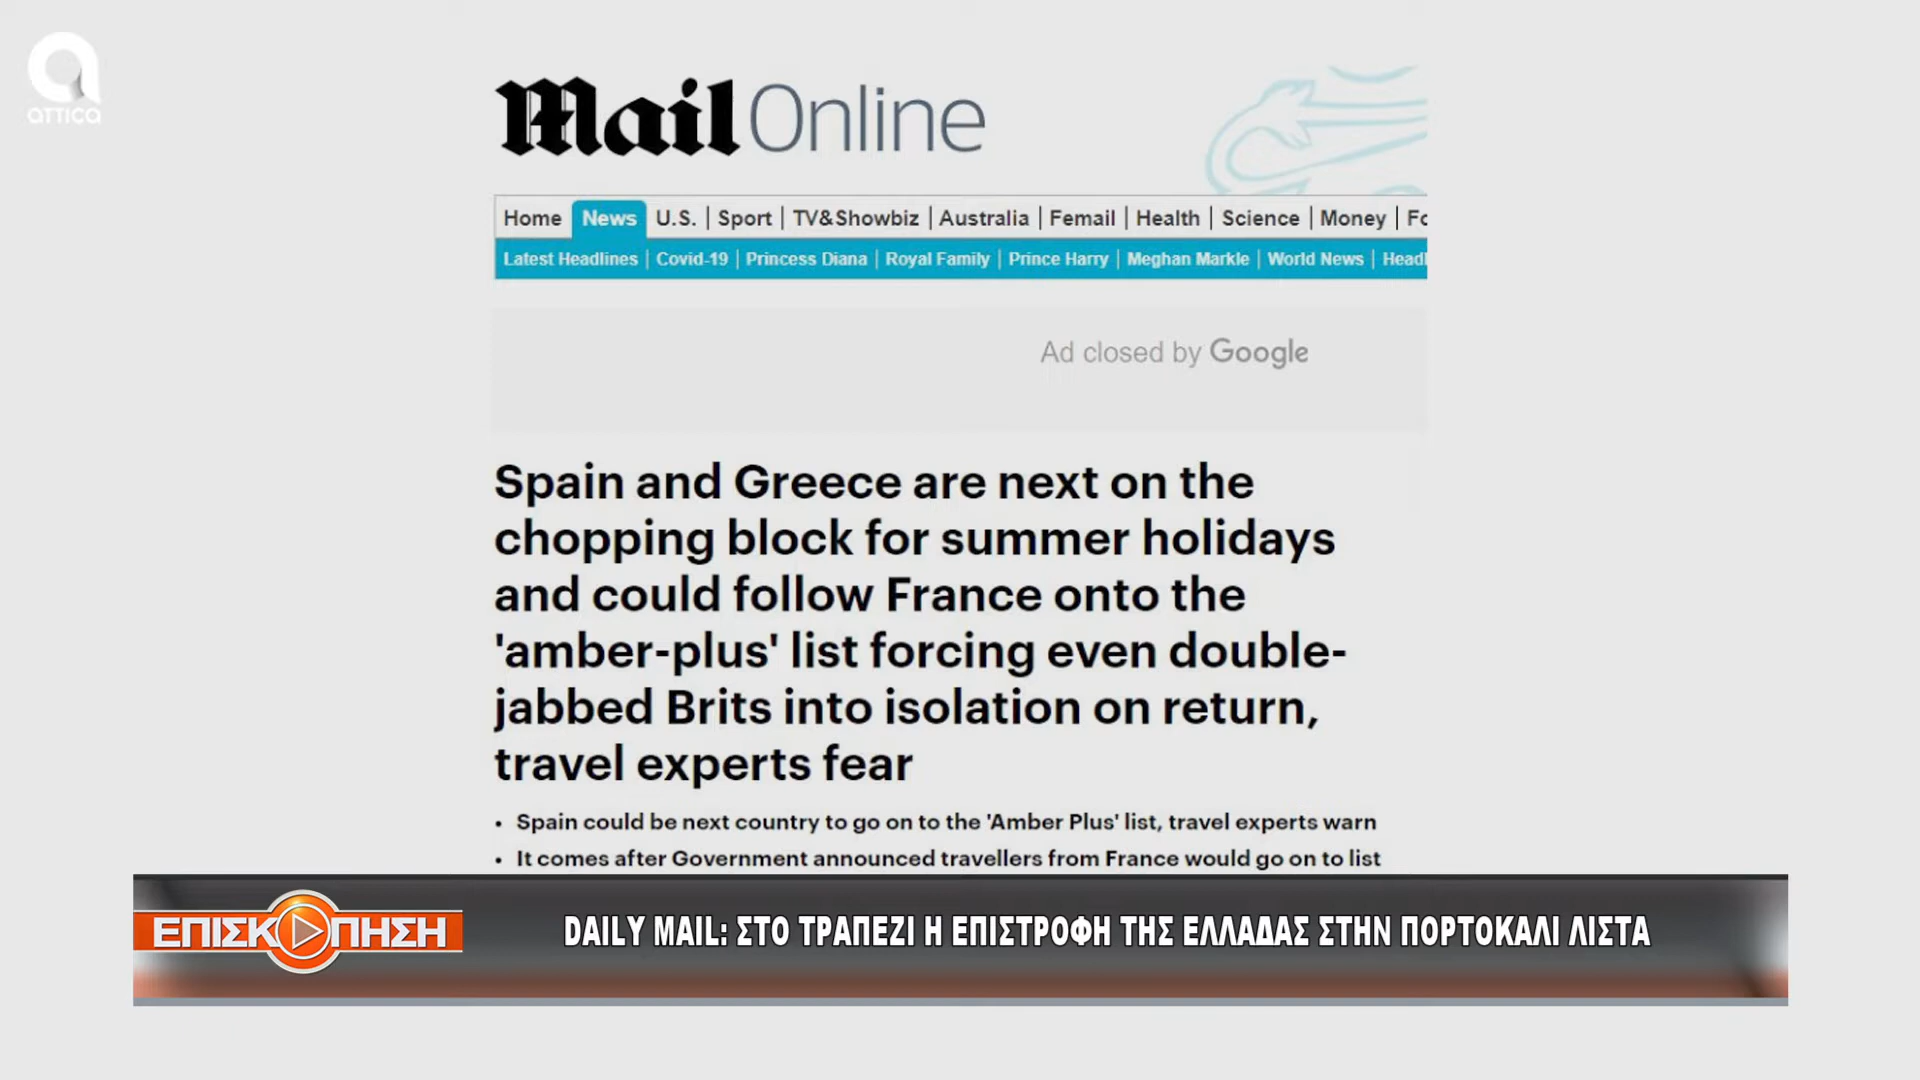 attica
Mail Online
Home News U.S. | Sport | TV&Showbiz | Australia | Femail | Health | Science | Money | Fo
Latest Headlines | Covid-19 | Princess Diana | Royal Family | Prince Harry | Meghan Markle | World News | Headl
Ad closed by Google
Spain and Greece are next on the
chopping block for summer holidays
and could follow France onto the
'amber-plus' list forcing even double-
jabbed Brits into isolation on return,
travel experts fear
• Spain could be next country to go on to the 'Amber Plus' list, travel experts warn
• It comes after Government announced travellers from France would go on to list
ΕΠΙΣΚΟΠΗΣΗ
DAILY MAIL: ΣΤΟ ΤΡΑΠΕΖΙ Η ΕΠΙΣΤΡΟΦΗ ΤΗΣ ΕΛΛΑΔΑΣ ΣΤΗΝ ΠΟΡΤΟΚΑΛΙ ΛΙΣΤΑ